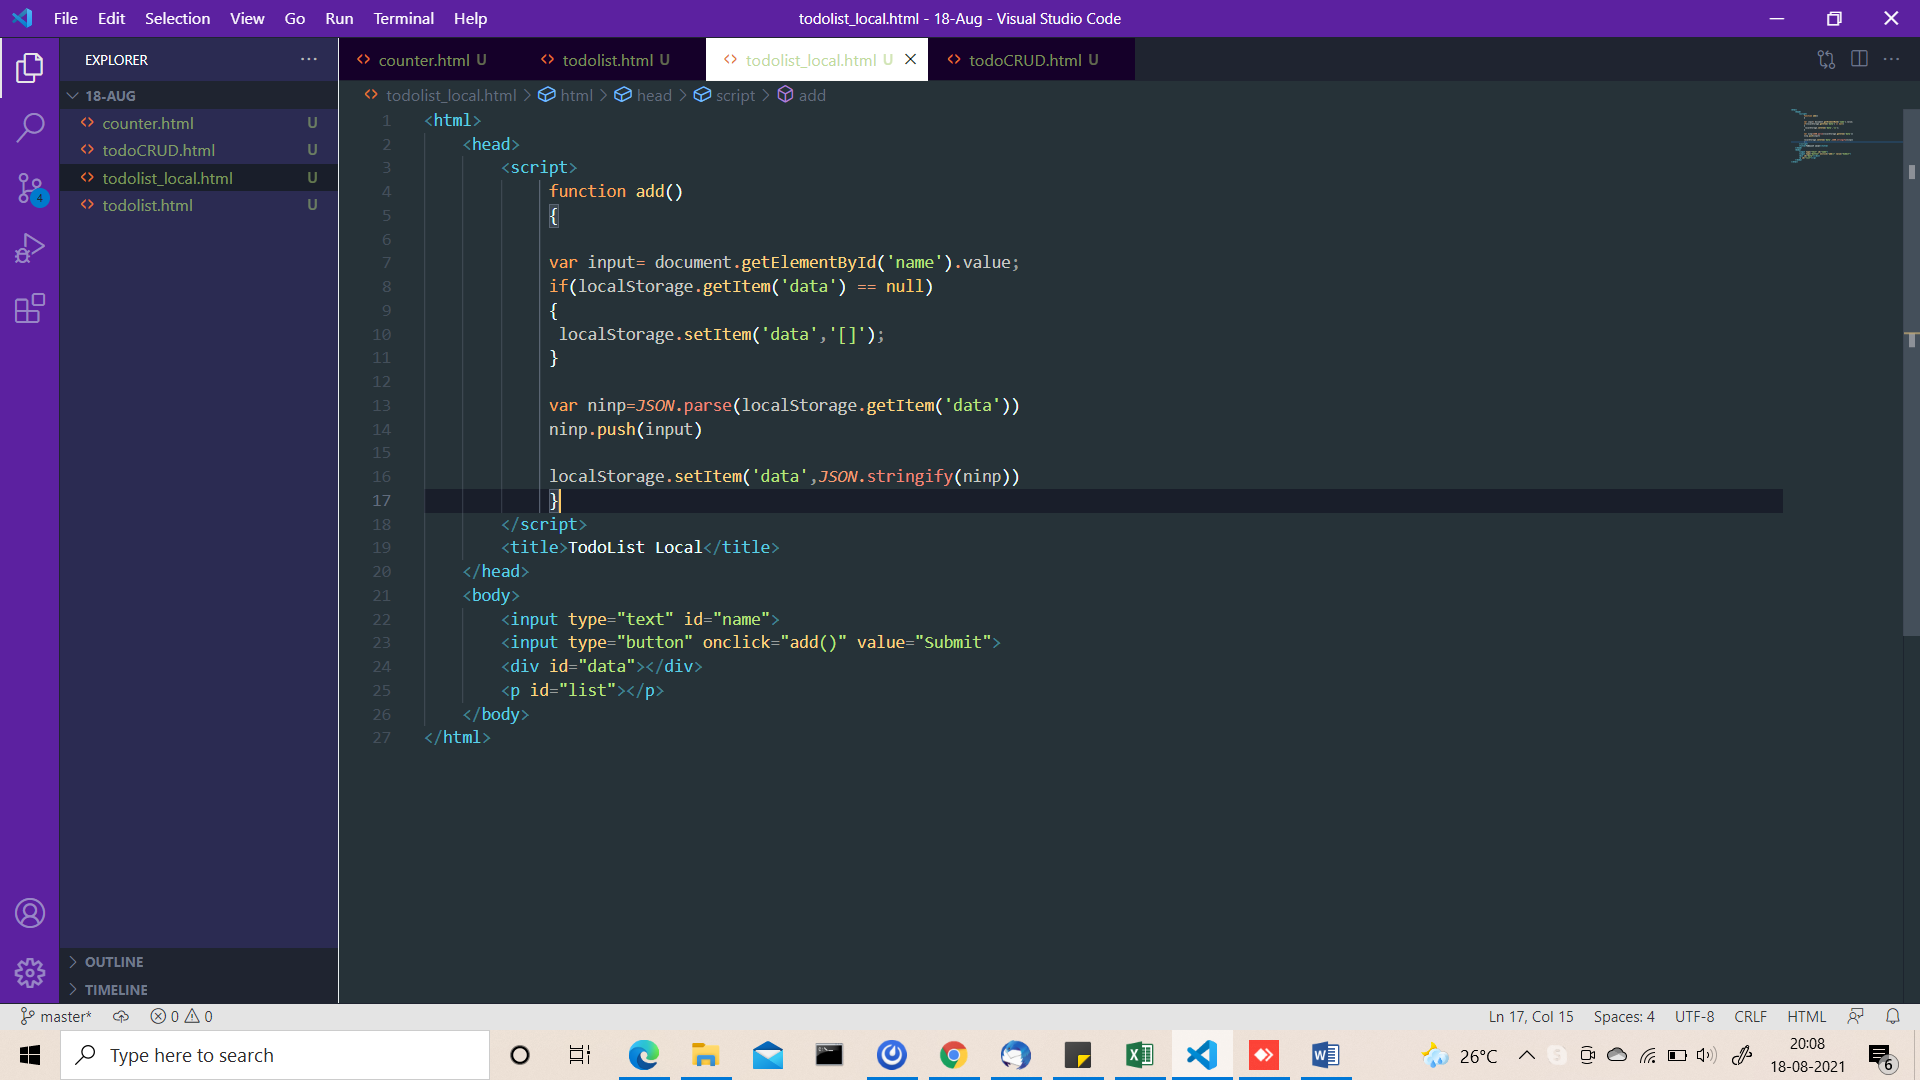 File Edit Selection View Go Run Terminal Help
todolist_local.html - 18-Aug - Visual Studio Code
EXPLORER
18-AUG
counter.html U
todoCRUD.html U
todolist_local.html U
todolist.html U
OUTLINE
TIMELINE
4
counter.html U
todolist.html U
todolist_local.html U
todoCRUD.html U
todolist_local.html > html > head > script > add
1 <html>
2 <head>
3 <script>
4 function add()
5 {
6
7 var input= document.getElementById('name').value;
8 if(localStorage.getItem('data') == null)
9 {
10 localStorage.setItem('data','[]');
11 }
12
13 var ninp=JSON.parse(localStorage.getItem('data'))
14 ninp.push(input)
15
16 localStorage.setItem('data',JSON.stringify(ninp))
17 }
18 </script>
19 <title>TodoList Local</title>
20 </head>
21 <body>
22 <input type="text" id="name">
23 <input type="button" onclick="add()" value="Submit">
24 <div id="data"></div>
25 <p id="list"></p>
26 </body>
27 </html>
master* 0 0
Ln 17, Col 15 Spaces: 4 UTF-8 CRLF HTML
Type here to search
26°C
20:08
18-08-2021
6